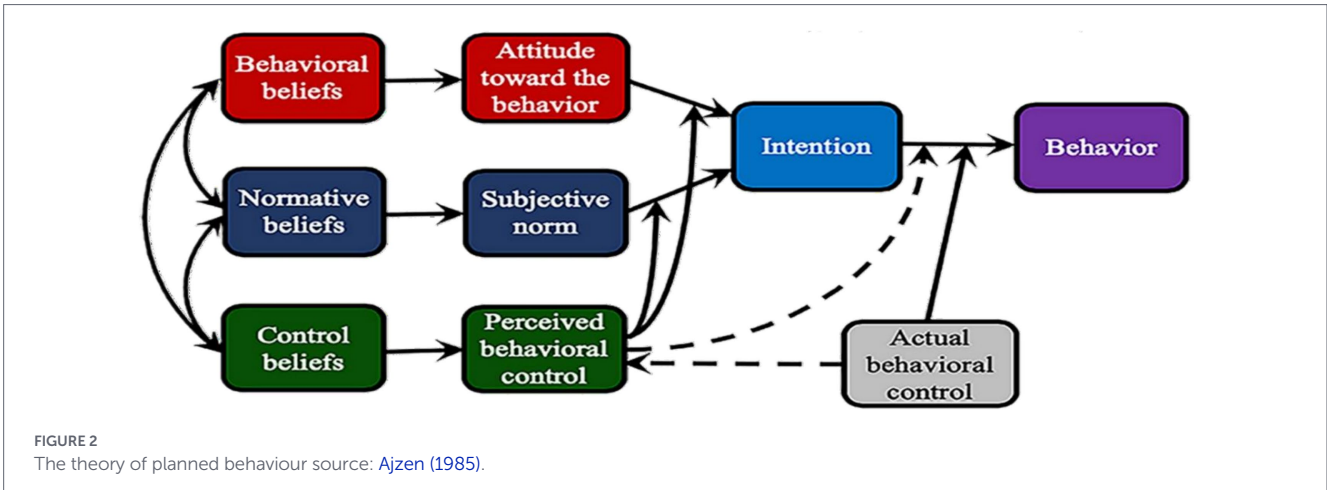 Behavioral
beliefs
Attitude
toward the
behavior
Intention
Behavior
Normative
beliefs
Subjective
norm
Control
beliefs
Perceived
behavioral
control
Actual
behavioral
control
FIGURE 2
The theory of planned behaviour source: Ajzen (1985).